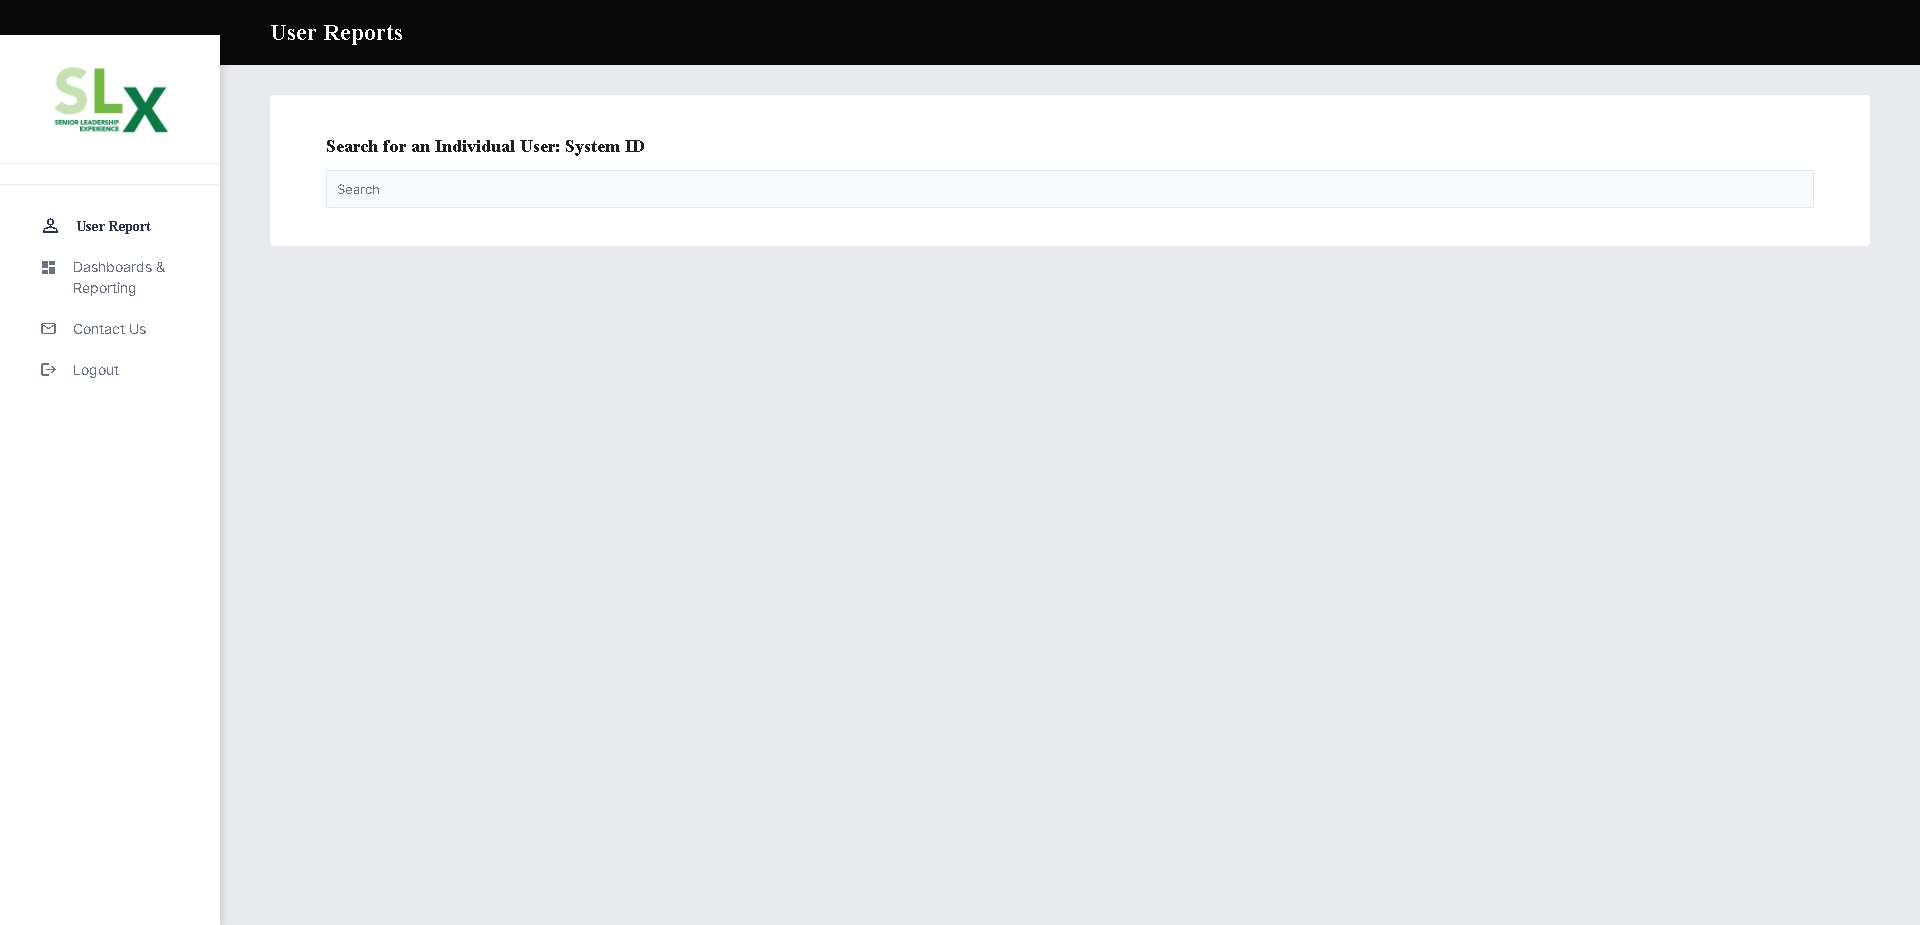 User Reports
SLX
SENIOR LEADERSHIP
EXPERIENCE
Search for an Individual User: System ID
Search
User Report
Dashboards &
Reporting
Contact Us
Logout